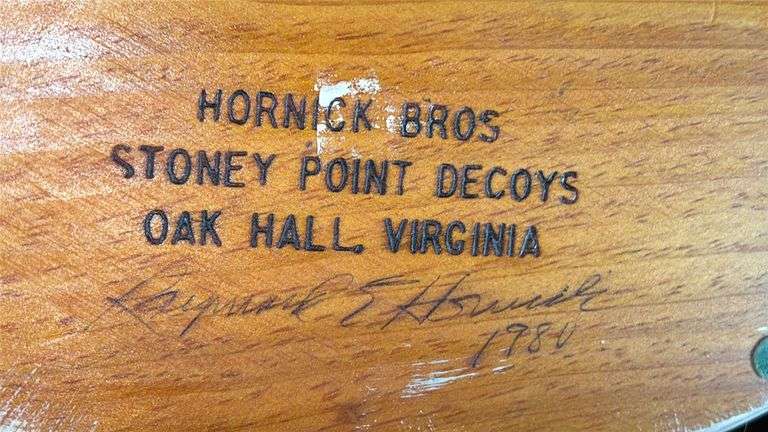 HORNICK BROS
STONEY POINT DECOYS
OAK HALL, VIRGINIA
Raymond E Hornick
1980